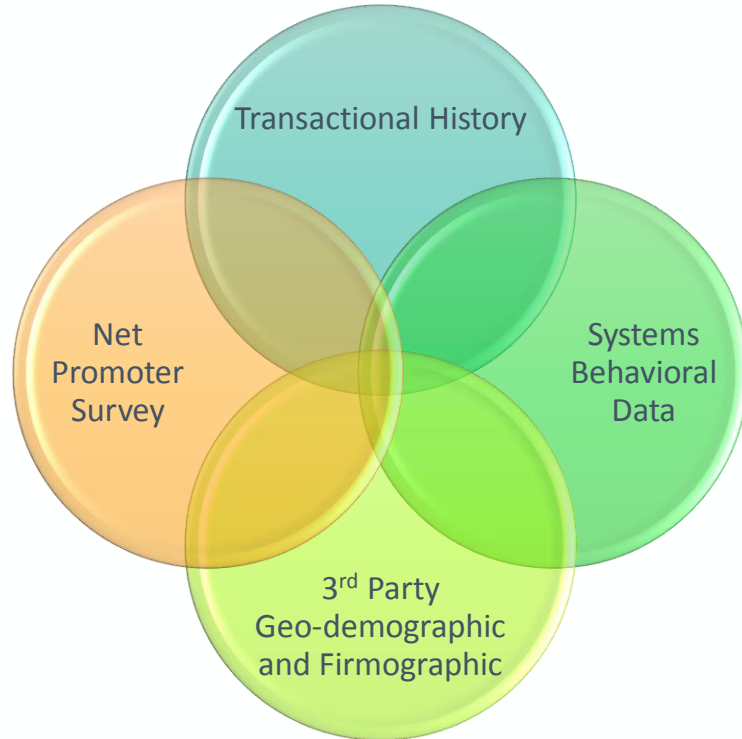 Transactional History
Net
Promoter
Survey
Systems
Behavioral
Data
3rd Party
Geo-demographic
and Firmographic